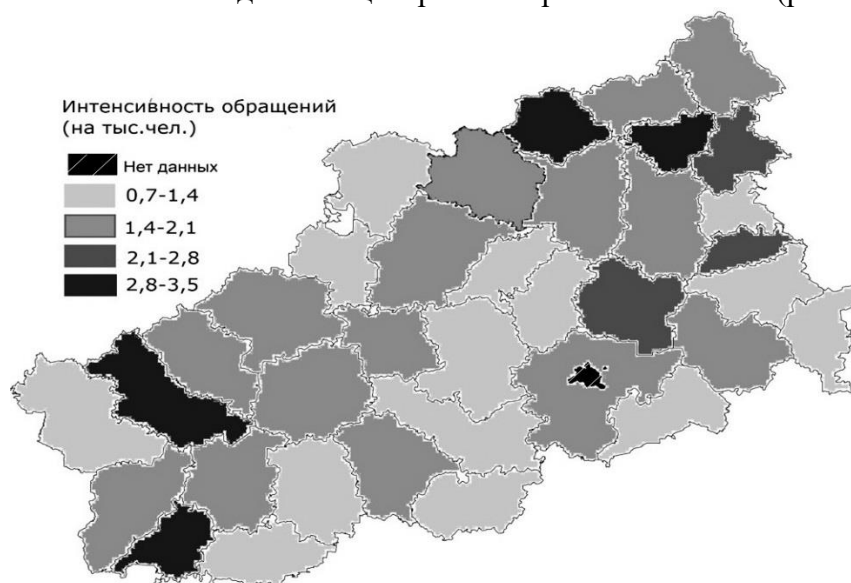 Интенсивность обращений
(на тыс.чел.)
Нет данных
0,7-1,4
1,4-2,1
2,1-2,8
2,8-3,5